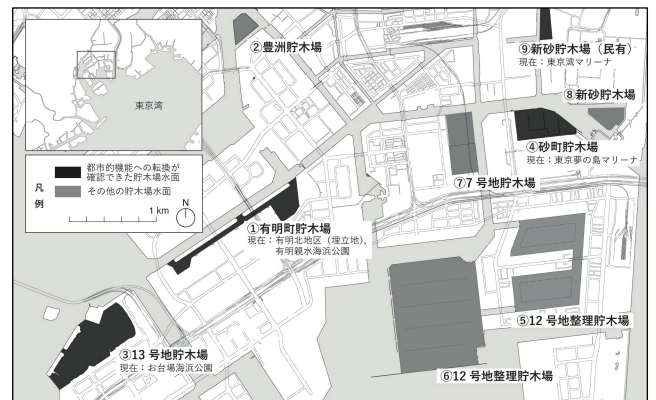 東京湾
凡例
都市的機能への転換が
確認できた貯木場水面
その他の貯木場水面
1 km
N
②豊洲貯木場
⑨新砂貯木場（民有）
現在：東京湾マリーナ
⑧新砂貯木場
④砂町貯木場
現在：東京夢の島マリーナ
⑦7 号地貯木場
①有明町貯木場
現在：有明北地区（埋立地），
有明親水海浜公園
⑤12 号地整理貯木場
③13 号地貯木場
現在：お台場海浜公園
⑥12 号地整理貯木場